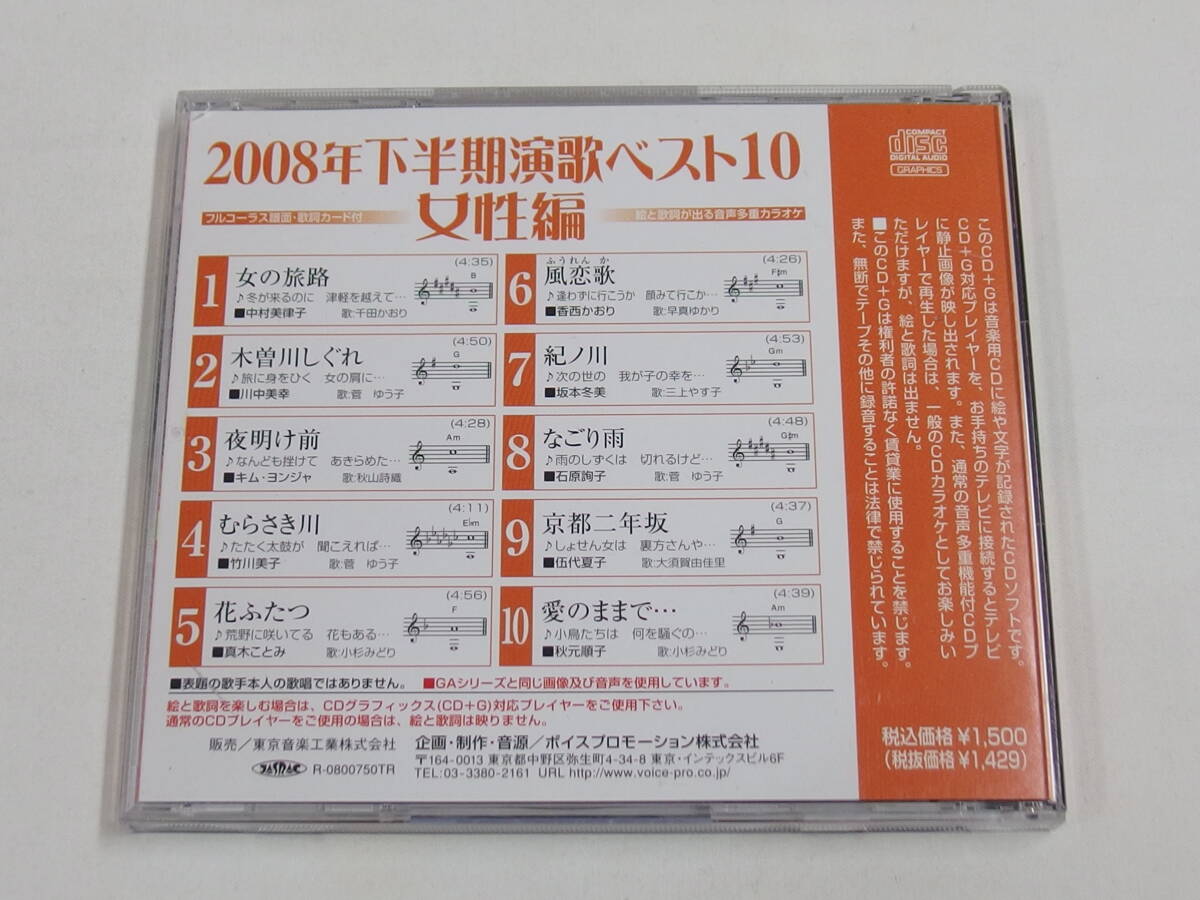 2008年下半期演歌ベスト10
フルコーラス譜面・歌詞カード付
女性編
絵と歌詞が出る音声多重カラオケ
1
女の旅路
(4:35)
B
♪冬が来るのに 津軽を越えて…
■中村美律子 歌:千田かおり
2
木曽川しぐれ
(4:50)
G
♪旅に身をひく 女の肩に…
■川中美幸 歌:菅 ゆう子
3
夜明け前
(4:28)
Am
♪なんども挫けて あきらめた…
■キム・ヨンジャ 歌:秋山詩織
4
むらさき川
(4:11)
E♭m
♪たたく太鼓が 聞こえれば…
■竹川美子 歌:菅 ゆう子
5
花ふたつ
(4:56)
F
♪荒野に咲いてる 花もある…
■真木ことみ 歌:小杉みどり
6
ふうれんか
風恋歌
(4:26)
F♯m
♪逢わずに行こうか 顔みて行こか…
■香西かおり 歌:早真ゆかり
7
紀ノ川
(4:53)
Gm
♪次の世の 我が子の幸を…
■坂本冬美 歌:三上やす子
8
なごり雨
(4:48)
G♯m
♪雨のしずくは 切れるけど…
■石原詢子 歌:菅 ゆう子
9
京都二年坂
(4:37)
G
♪しょせん女は 裏方さんや…
■伍代夏子 歌:大須賀由佳里
10
愛のままで…
(4:39)
Am
♪小鳥たちは 何を騒ぐの…
■秋元順子 歌:小杉みどり
■表題の歌手本人の歌唱ではありません。 ■GAシリーズと同じ画像及び音声を使用しています。
絵と歌詞を楽しむ場合は、CDグラフィックス(CD+G)対応プレイヤーをご使用下さい。
通常のCDプレイヤーをご使用の場合は、絵と歌詞は映りません。
販売/東京音楽工業株式会社
企画・制作・音源/ボイスプロモーション株式会社
〒164-0013 東京都中野区弥生町4-34-8 東京・インテックスビル6F
JASRAC R-0800750TR
TEL:03-3380-2161 URL http://www.voice-pro.co.jp/
COMPACT
disc
DIGITAL AUDIO
GRAPHICS
このCD+Gは音楽用CDに絵や文字が記録されたCDソフトです。
CD+G対応プレイヤーを、お手持ちのテレビに接続するとテレビ
に静止画像が映し出されます。また、通常の音声多重機能付CDプ
レイヤーで再生した場合は、一般のCDカラオケとしてお楽しみい
ただけますが、絵と歌詞は出ません。
■このCD+Gは権利者の許諾なく賃貸業に使用することを禁じます。
また、無断でテープその他に録音することは法律で禁じられています。
税込価格¥1,500
(税抜価格¥1,429)